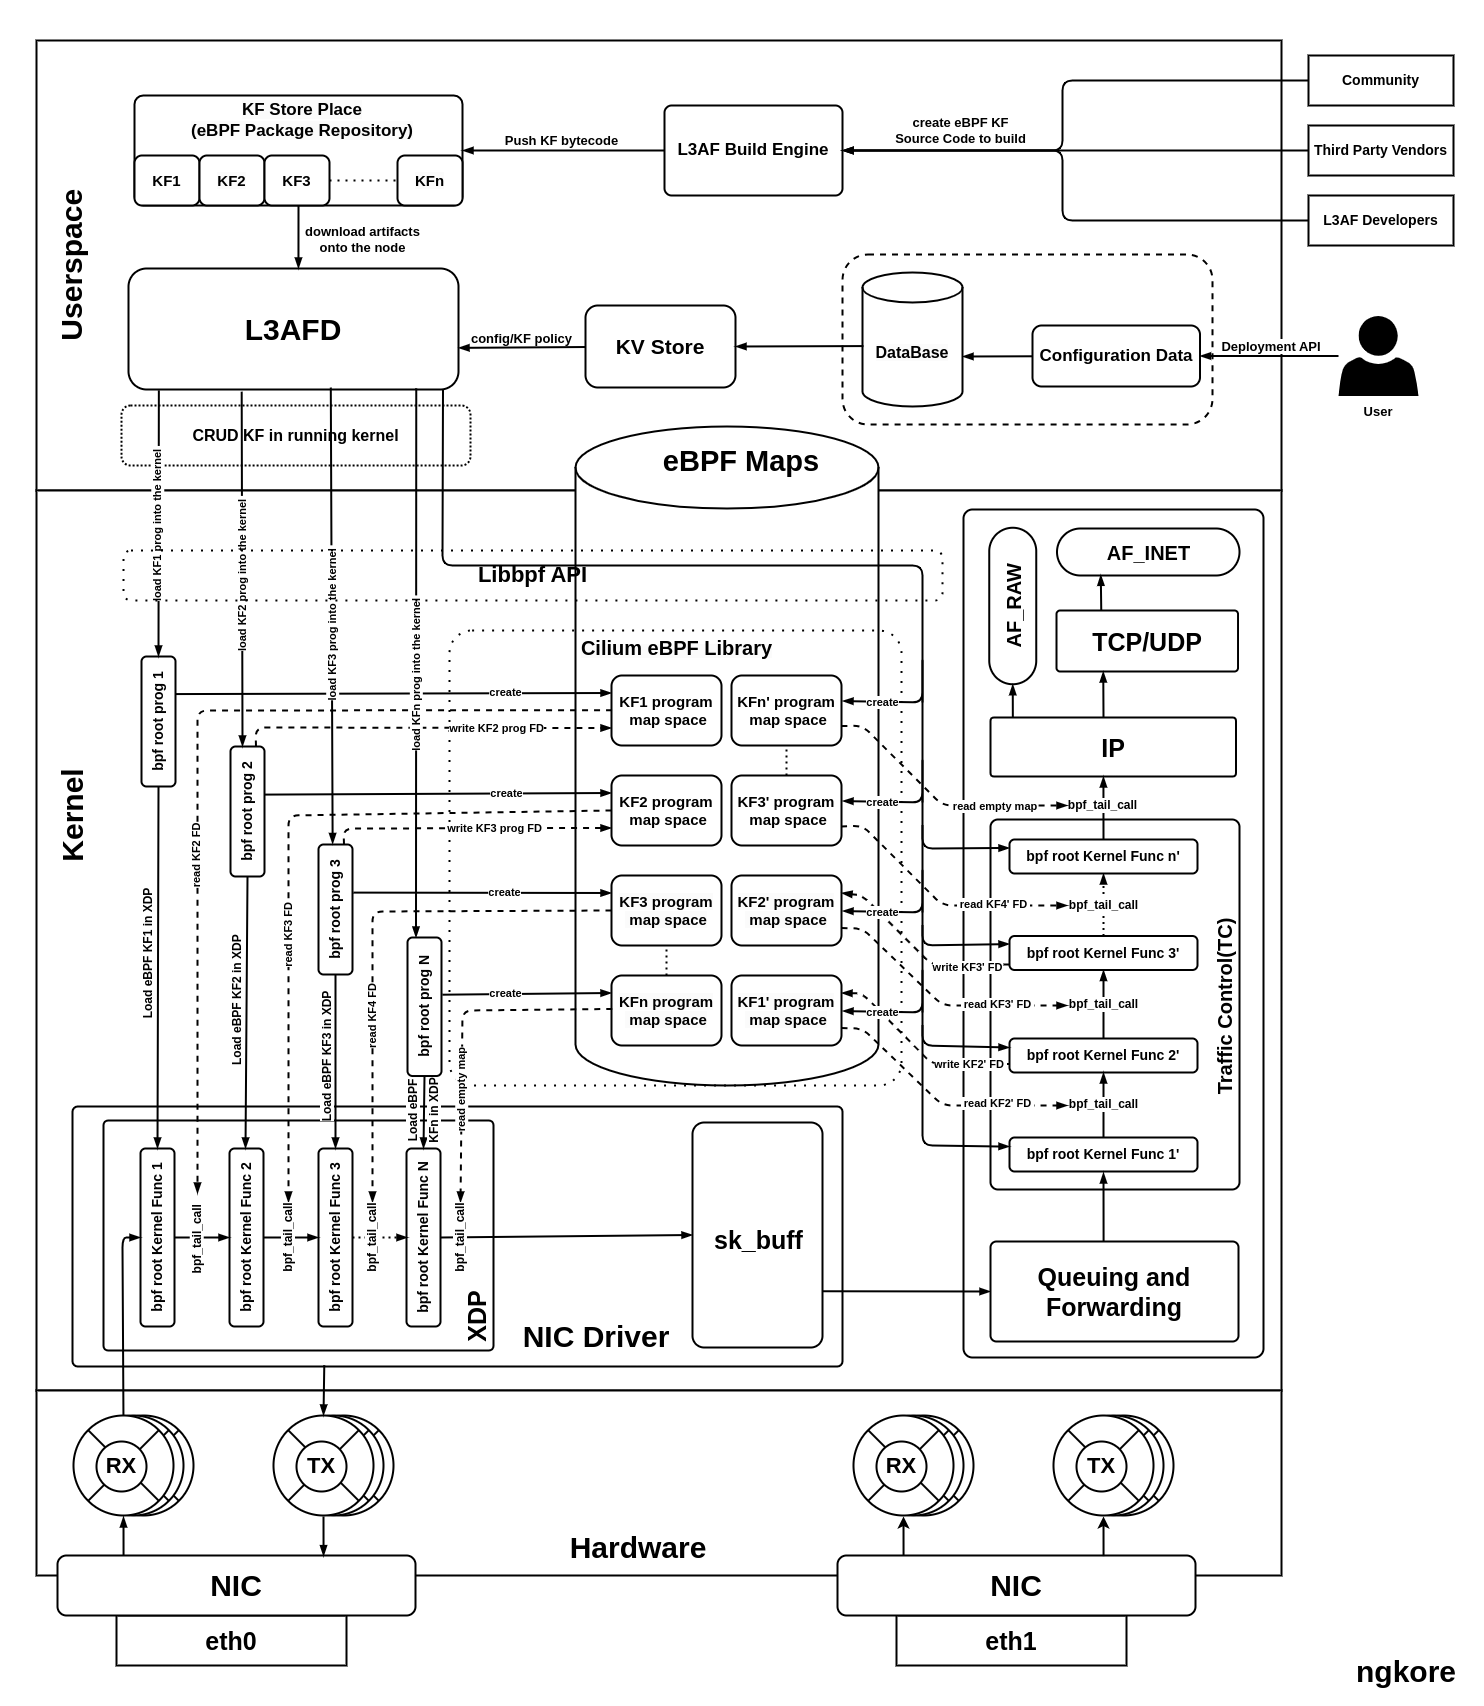 Community
KF Store Place
(eBPF Package Repository)
KF1
KF2
KF3
KFn
Push KF bytecode
L3AF Build Engine
create eBPF KF
Source Code to build
Third Party Vendors
L3AF Developers
download artifacts
onto the node
Userspace
L3AFD
config/KF policy
KV Store
DataBase
Configuration Data
Deployment API
User
CRUD KF in running kernel
eBPF Maps
load KF1 prog into the kernel
load KF2 prog into the kernel
load KF3 prog into the kernel
load KFn prog into the kernel
Libbpf API
Cilium eBPF Library
AF_RAW
AF_INET
TCP/UDP
IP
Kernel
bpf root prog 1
bpf root prog 2
bpf root prog 3
bpf root prog N
create
write KF2 prog FD
create
write KF3 prog FD
create
create
KF1 program
map space
KFn' program
map space
KF2 program
map space
KF3' program
map space
KF3 program
map space
KF2' program
map space
KFn program
map space
KF1' program
map space
create
create
create
create
read empty map
bpf_tail_call
bpf root Kernel Func n'
read KF4' FD
bpf_tail_call
bpf root Kernel Func 3'
write KF3' FD
read KF3' FD
bpf_tail_call
bpf root Kernel Func 2'
write KF2' FD
read KF2' FD
bpf_tail_call
bpf root Kernel Func 1'
Traffic Control(TC)
Queuing and
Forwarding
read KF2 FD
read KF3 FD
read KF4 FD
read empty map
Load eBPF KF1 in XDP
Load eBPF KF2 in XDP
Load eBPF KF3 in XDP
Load eBPF
KFn in XDP
bpf root Kernel Func 1
bpf_tail_call
bpf root Kernel Func 2
bpf_tail_call
bpf root Kernel Func 3
bpf_tail_call
bpf root Kernel Func N
bpf_tail_call
XDP
NIC Driver
sk_buff
RX
TX
RX
TX
Hardware
NIC
NIC
eth0
eth1
ngkore